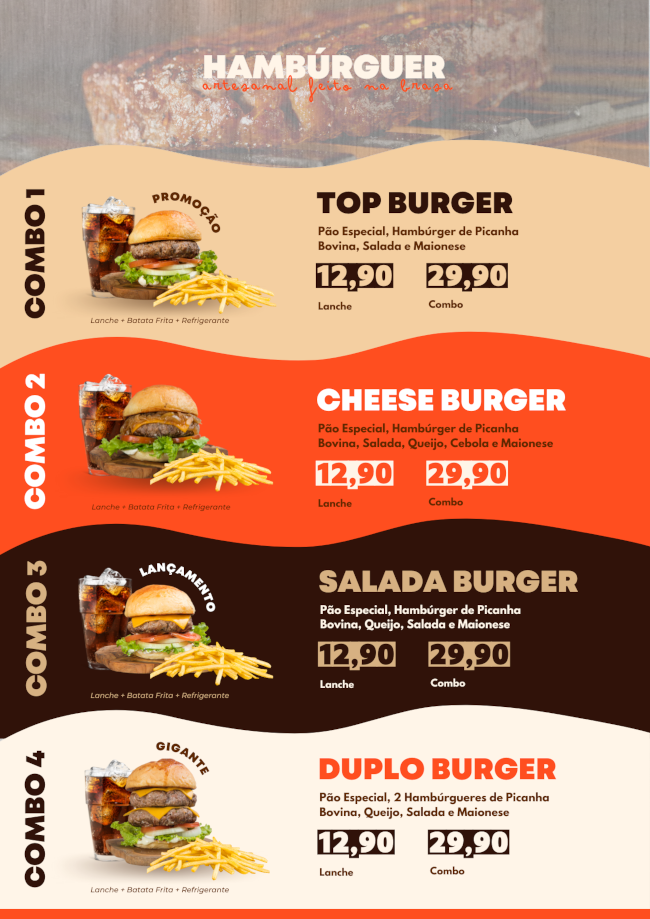 HAMBÚRGUER
artesanal feito na brasa
COMBO 1
PROMOÇÃO
Lanche + Batata Frita + Refrigerante
TOP BURGER
Pão Especial, Hambúrger de Picanha
Bovina, Salada e Maionese
12,90 29,90
Lanche Combo
COMBO 2
Lanche + Batata Frita + Refrigerante
CHEESE BURGER
Pão Especial, Hambúrger de Picanha
Bovina, Salada, Queijo, Cebola e Maionese
12,90 29,90
Lanche Combo
COMBO 3
LANÇAMENTO
Lanche + Batata Frita + Refrigerante
SALADA BURGER
Pão Especial, Hambúrger de Picanha
Bovina, Queijo, Salada e Maionese
12,90 29,90
Lanche Combo
COMBO 4
GIGANTE
Lanche + Batata Frita + Refrigerante
DUPLO BURGER
Pão Especial, 2 Hambúrgueres de Picanha
Bovina, Queijo, Salada e Maionese
12,90 29,90
Lanche Combo